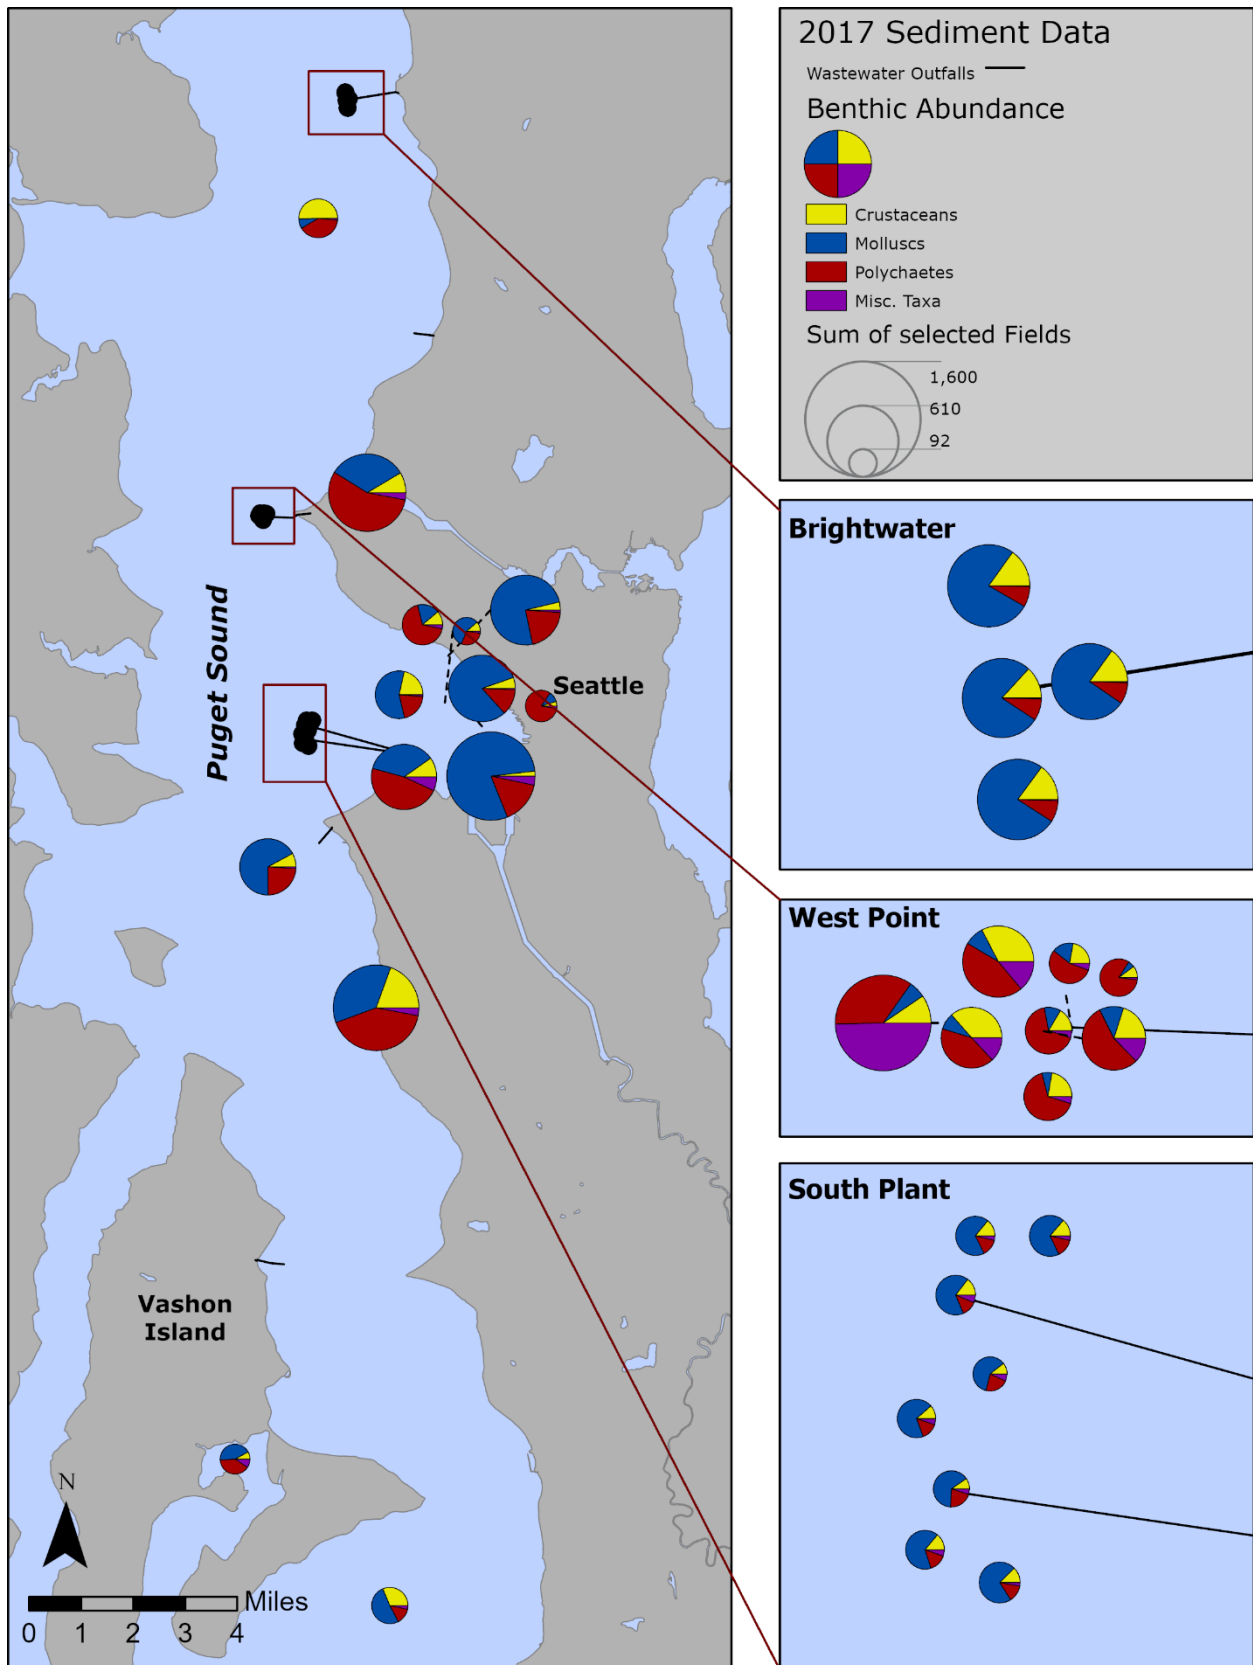 2017 Sediment Data
Wastewater Outfalls
Benthic Abundance
Crustaceans
Molluscs
Polychaetes
Misc. Taxa
Sum of selected Fields
1,600
610
92
Brightwater
West Point
South Plant
Puget Sound
Seattle
Vashon
Island
N
Miles
0 1 2 3 4